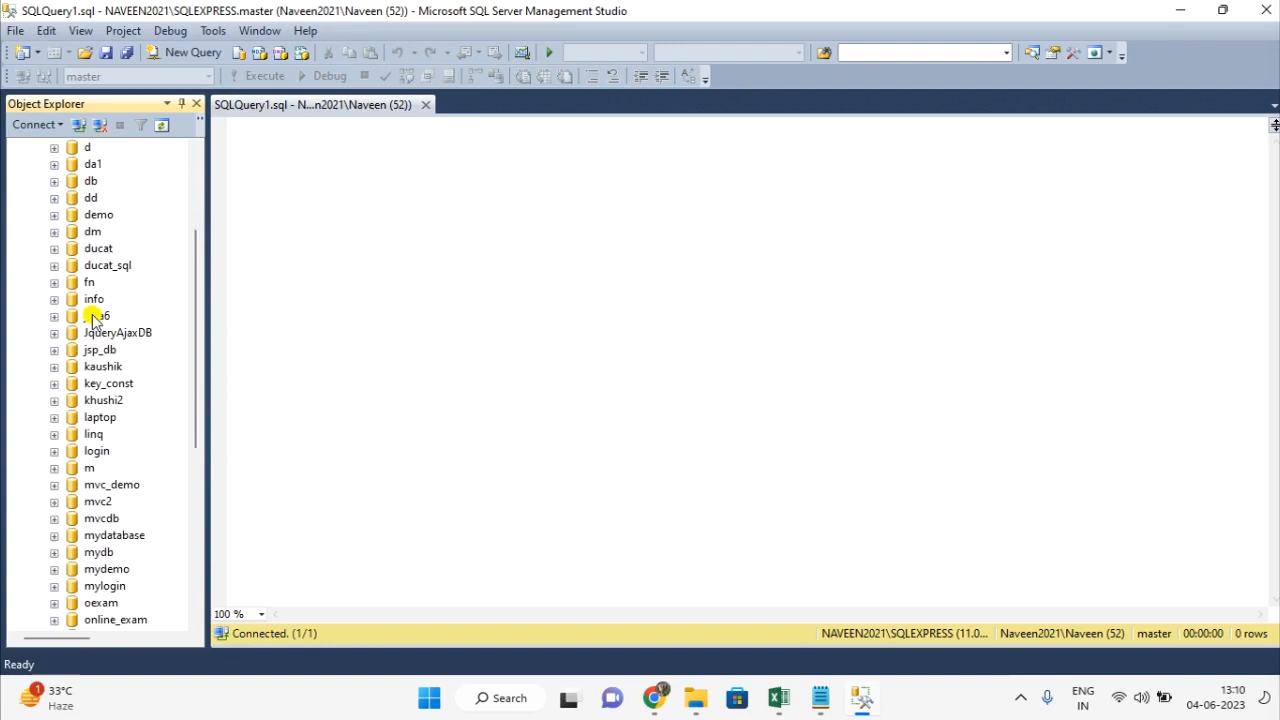 SQLQuery1.sql - NAVEEN2021\SQLEXPRESS.master (Naveen2021\Naveen (52)) - Microsoft SQL Server Management Studio
File Edit View Project Debug Tools Window Help
New Query
master Execute Debug
Object Explorer
SQLQuery1.sql - N...n2021\Naveen (52))
Connect
d
da1
db
dd
demo
dm
ducat
ducat_sql
fn
info
JqueryAjaxDB
jsp_db
kaushik
key_const
khushi2
laptop
linq
login
m
mvc_demo
mvc2
mvcdb
mydatabase
mydb
mydemo
mylogin
oexam
online_exam
100 %
Connected. (1/1) NAVEEN2021\SQLEXPRESS (11.0... Naveen2021\Naveen (52) master 00:00:00 0 rows
Ready
1 33°C
Haze
Search
ENG
IN
13:10
04-06-2023